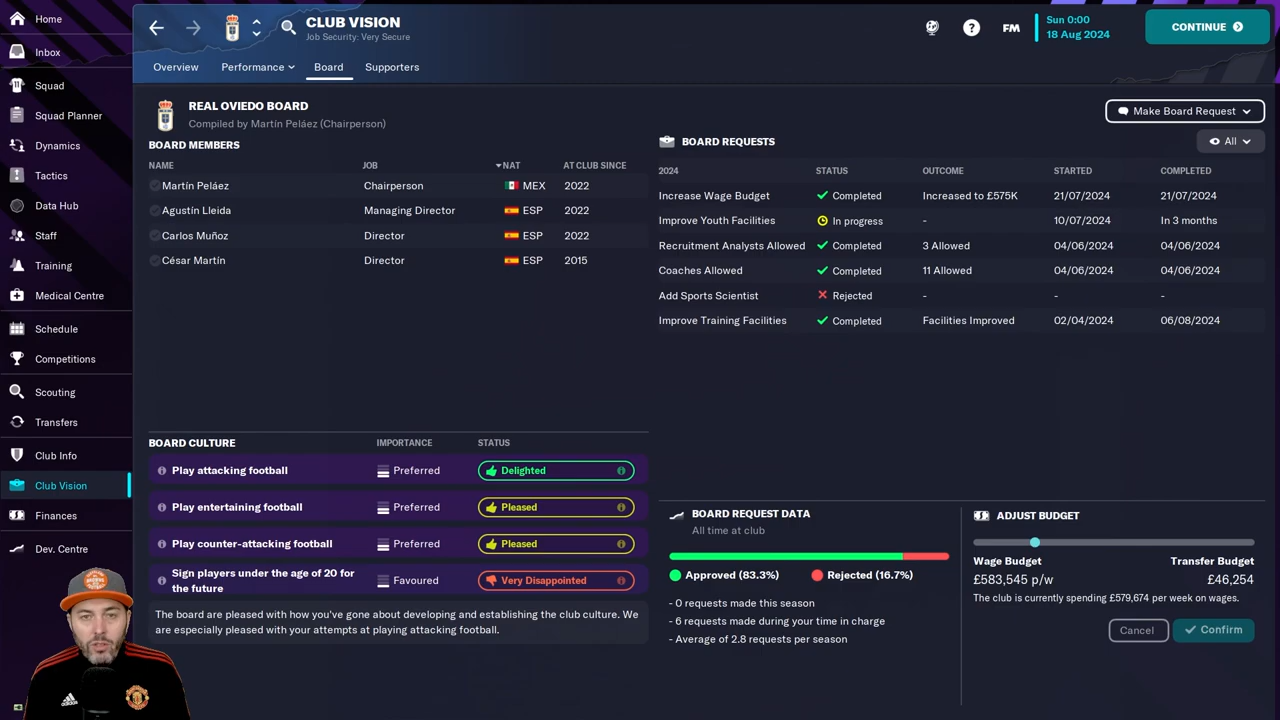 Home
Inbox
Squad
Squad Planner
Dynamics
Tactics
Data Hub
Staff
Training
Medical Centre
Schedule
Competitions
Scouting
Transfers
Club Info
Club Vision
Finances
Dev. Centre
CLUB VISION
Job Security: Very Secure
FM
Sun 0:00
18 Aug 2024
CONTINUE
Overview Performance Board Supporters
REAL OVIEDO BOARD
Compiled by Martín Peláez (Chairperson)
Make Board Request
BOARD MEMBERS
NAME JOB NAT AT CLUB SINCE
Martín Peláez Chairperson MEX 2022
Agustín Lleida Managing Director ESP 2022
Carlos Muñoz Director ESP 2022
César Martín Director ESP 2015
BOARD REQUESTS
All
2024 STATUS OUTCOME STARTED COMPLETED
Increase Wage Budget Completed Increased to £575K 21/07/2024 21/07/2024
Improve Youth Facilities In progress - 10/07/2024 In 3 months
Recruitment Analysts Allowed Completed 3 Allowed 04/06/2024 04/06/2024
Coaches Allowed Completed 11 Allowed 04/06/2024 04/06/2024
Add Sports Scientist Rejected - - -
Improve Training Facilities Completed Facilities Improved 02/04/2024 06/08/2024
BOARD CULTURE IMPORTANCE STATUS
Play attacking football Preferred Delighted
Play entertaining football Preferred Pleased
Play counter-attacking football Preferred Pleased
Sign players under the age of 20 for
the future Favoured Very Disappointed
The board are pleased with how you've gone about developing and establishing the club culture. We
are especially pleased with your attempts at playing attacking football.
BOARD REQUEST DATA
All time at club
Approved (83.3%) Rejected (16.7%)
- 0 requests made this season
- 6 requests made during your time in charge
- Average of 2.8 requests per season
ADJUST BUDGET
Wage Budget Transfer Budget
£583,545 p/w £46,254
The club is currently spending £579,674 per week on wages.
Cancel Confirm